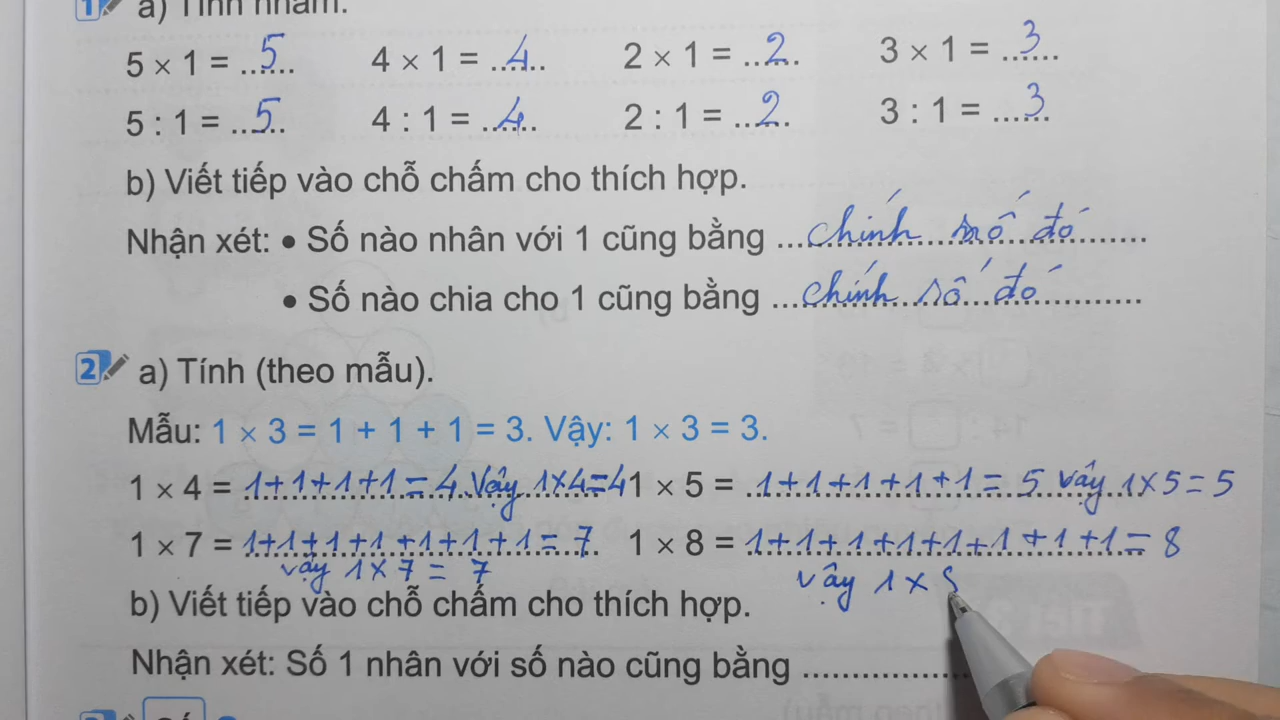 1 a) Tính nhẩm.
5 × 1 = 5 4 × 1 = 4 2 × 1 = 2 3 × 1 = 3
5 : 1 = 5 4 : 1 = 4 2 : 1 = 2 3 : 1 = 3
b) Viết tiếp vào chỗ chấm cho thích hợp.
Nhận xét: • Số nào nhân với 1 cũng bằng chính số đó
• Số nào chia cho 1 cũng bằng chính số đó
2 a) Tính (theo mẫu).
Mẫu: 1 × 3 = 1 + 1 + 1 = 3. Vậy: 1 × 3 = 3.
1 × 4 = 1+1+1+1 = 4. Vậy 1×4=4 1 × 5 = 1+1+1+1+1 = 5 vậy 1×5 = 5
1 × 7 = 1+1+1+1+1+1+1 = 7. 1 × 8 = 1+1+1+1+1+1+1+1 = 8
vậy 1 × 7 = 7 vậy 1 ×
b) Viết tiếp vào chỗ chấm cho thích hợp.
Nhận xét: Số 1 nhân với số nào cũng bằng ..................